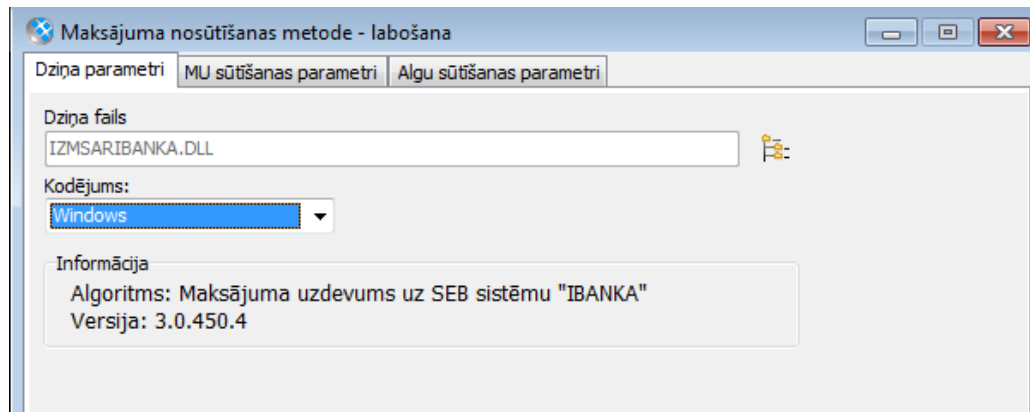 Maksājuma nosūtīšanas metode - labošana
Dziņa parametri MU sūtīšanas parametri Algu sūtīšanas parametri
Dziņa fails
IZMSARIBANKA.DLL
Kodējums:
Windows
Informācija
Algoritms: Maksājuma uzdevums uz SEB sistēmu "IBANKA"
Versija: 3.0.450.4